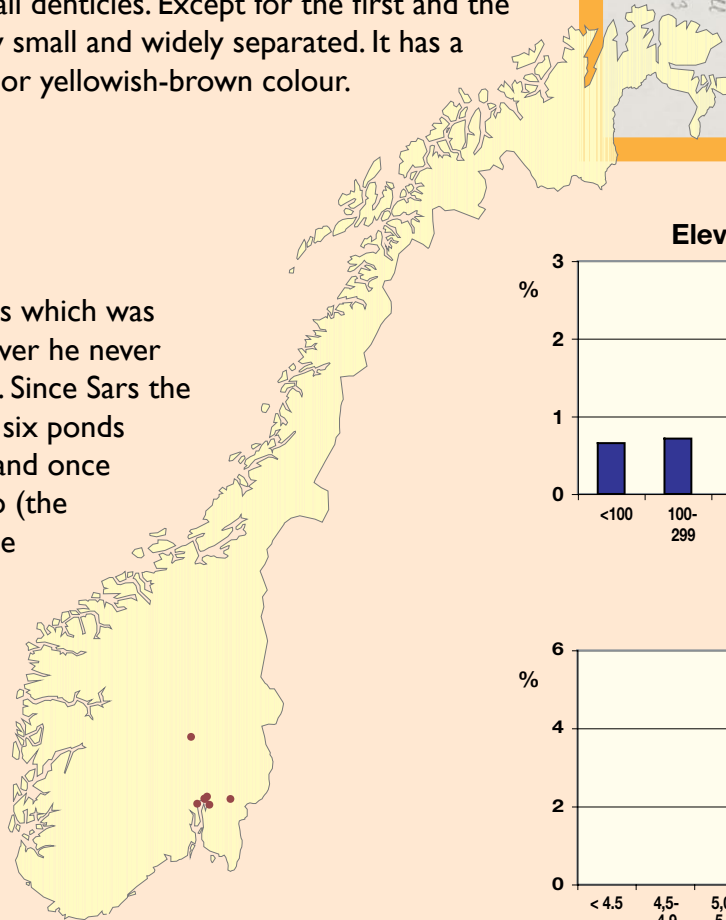 all denticles. Except for the first and the
small and widely separated. It has a
or yellowish-brown colour.
s which was
ver he never
. Since Sars the
six ponds
and once
(the
e
Elev
3
%
2
1
0
<100
100-
299
6
%
4
2
0
< 4.5
4,5-